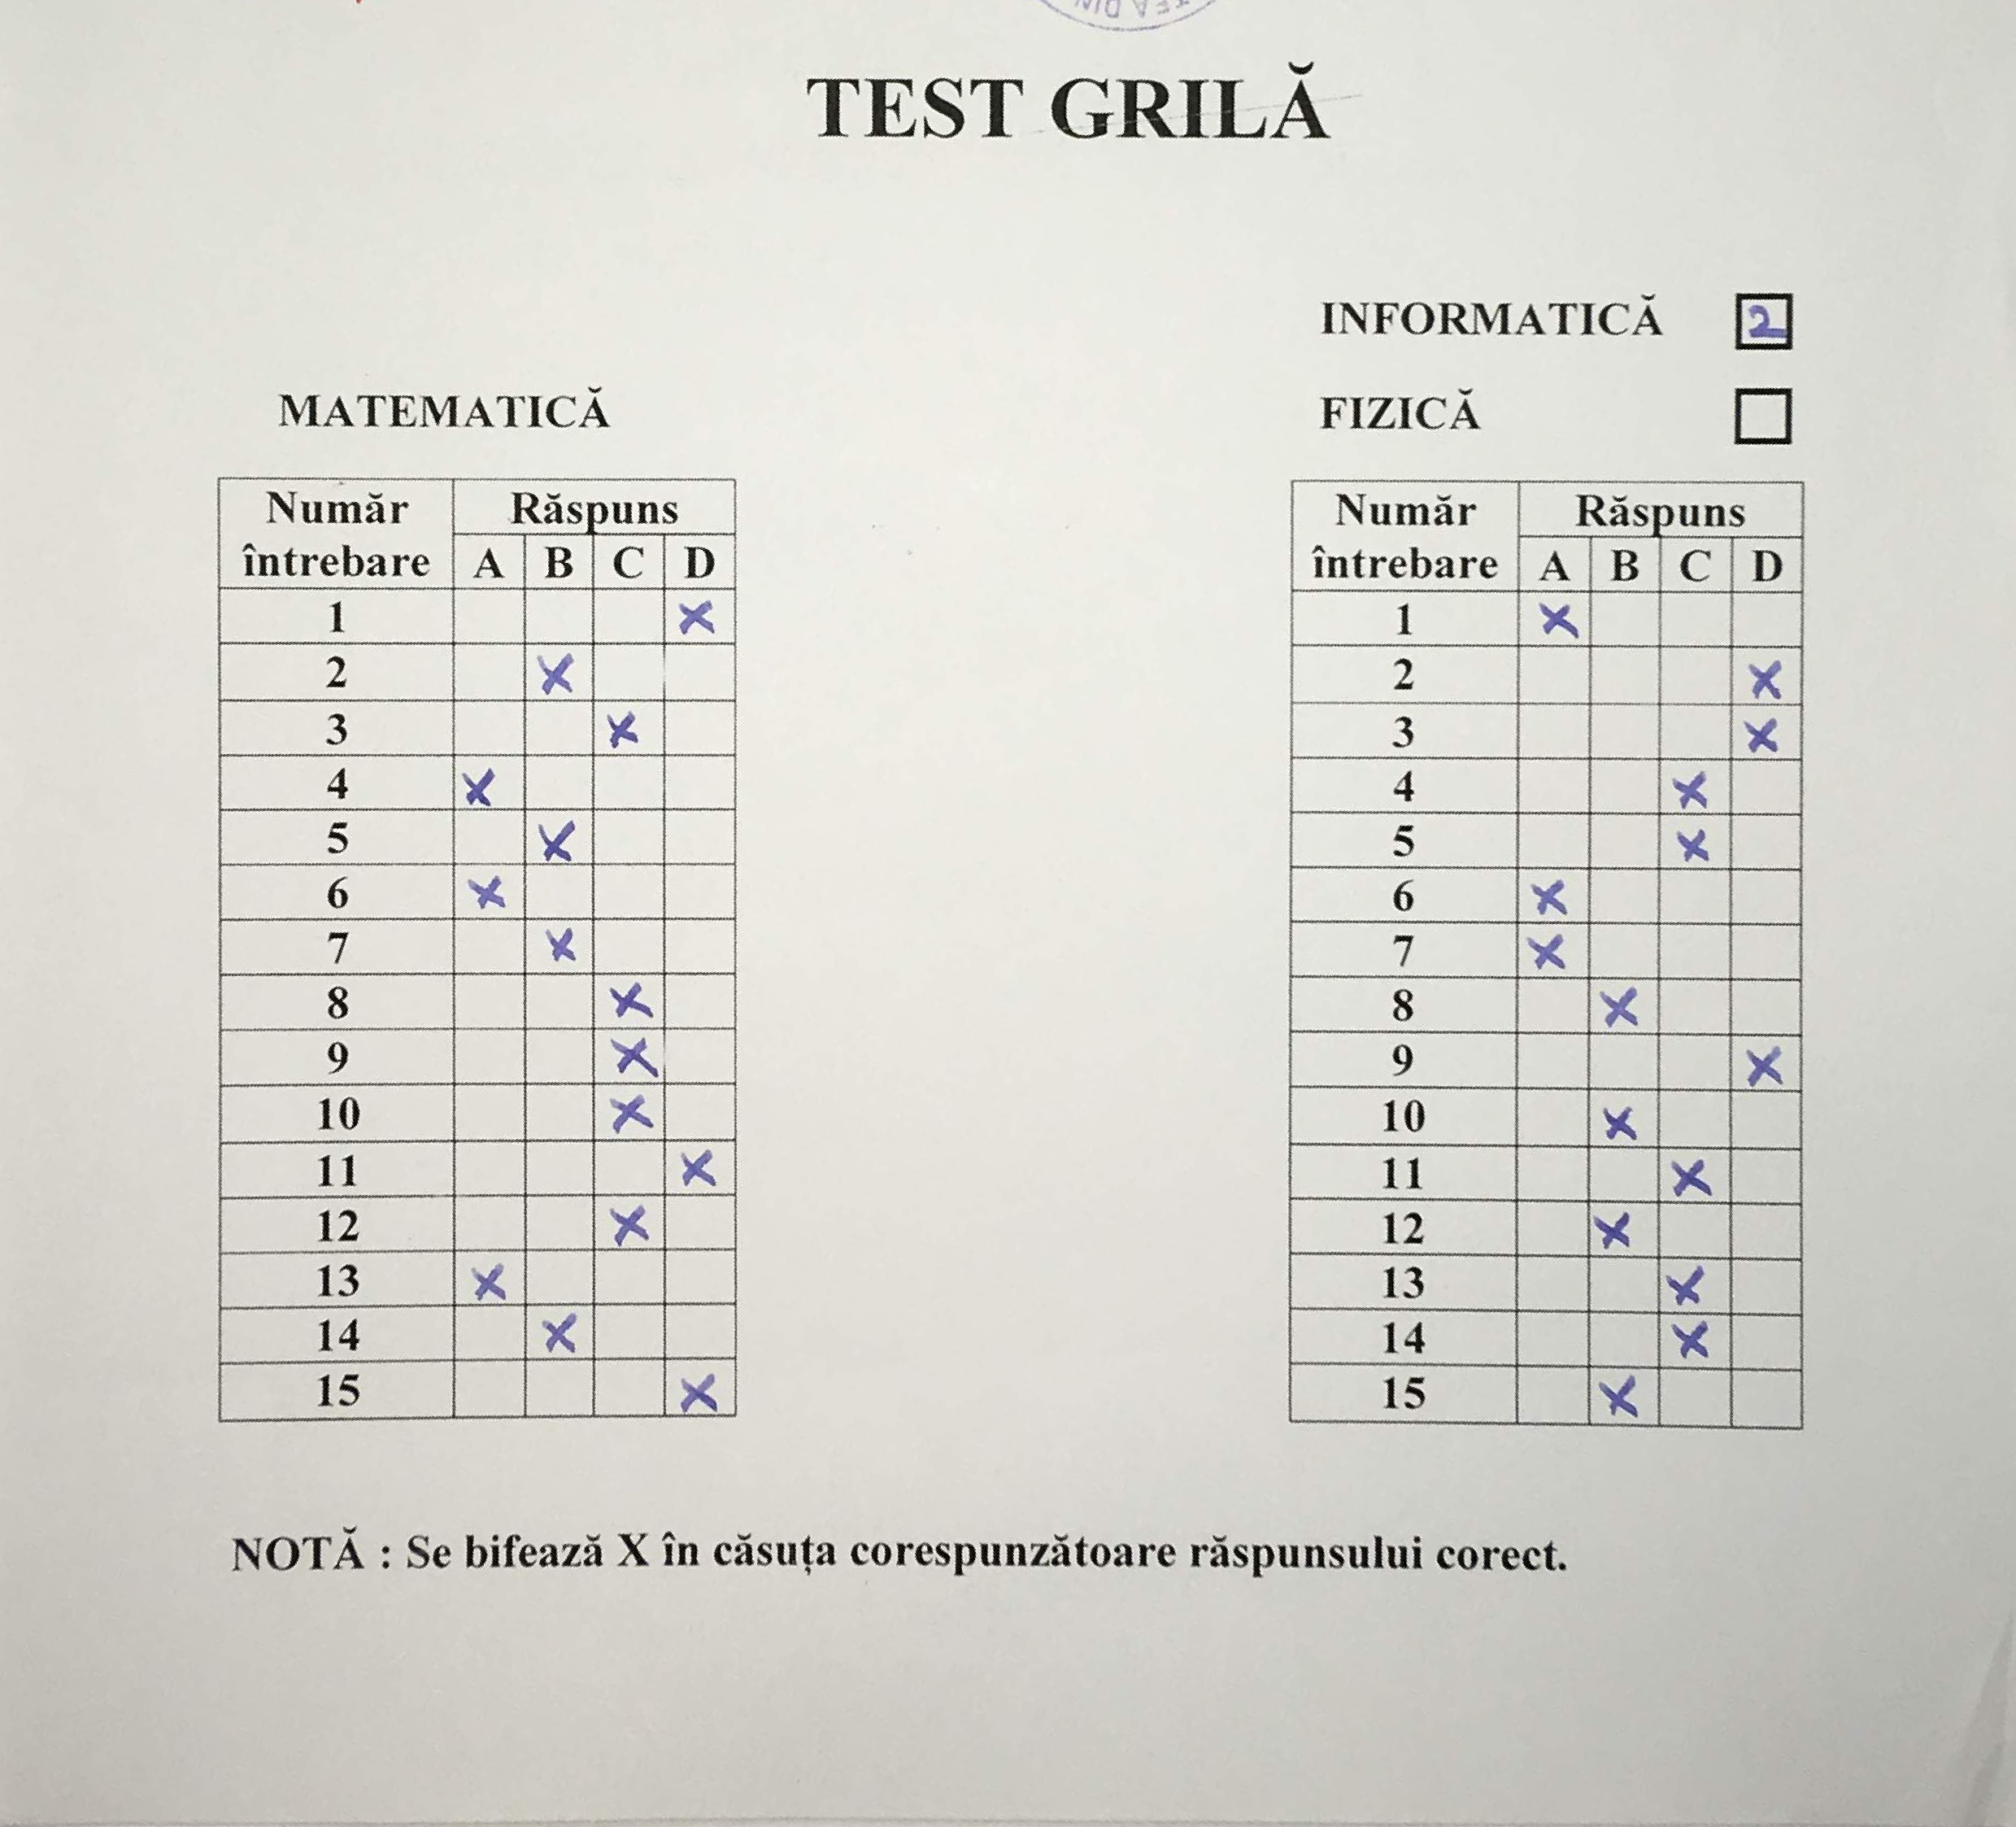 TEST GRILĂ
INFORMATICĂ 2
MATEMATICĂ
FIZICĂ
Număr întrebare Răspuns
A B C D
1 X
2 X
3 X
4 X
5 X
6 X
7 X
8 X
9 X
10 X
11 X
12 X
13 X
14 X
15 X
Număr întrebare Răspuns
A B C D
1 X
2 X
3 X
4 X
5 X
6 X
7 X
8 X
9 X
10 X
11 X
12 X
13 X
14 X
15 X
NOTĂ : Se bifează X în căsuța corespunzătoare răspunsului corect.